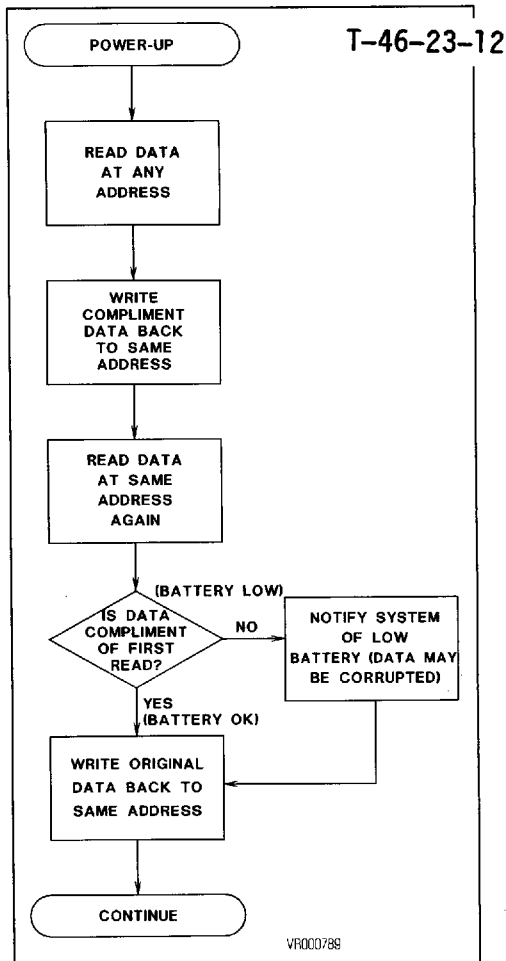 POWER-UP
T-46-23-12
READ DATA
AT ANY
ADDRESS
WRITE
COMPLIMENT
DATA BACK
TO SAME
ADDRESS
READ DATA
AT SAME
ADDRESS
AGAIN
(BATTERY LOW)
IS DATA
COMPLIMENT
OF FIRST
READ?
NO
NOTIFY SYSTEM
OF LOW
BATTERY (DATA MAY
BE CORRUPTED)
YES
(BATTERY OK)
WRITE ORIGINAL
DATA BACK TO
SAME ADDRESS
CONTINUE
VR000789